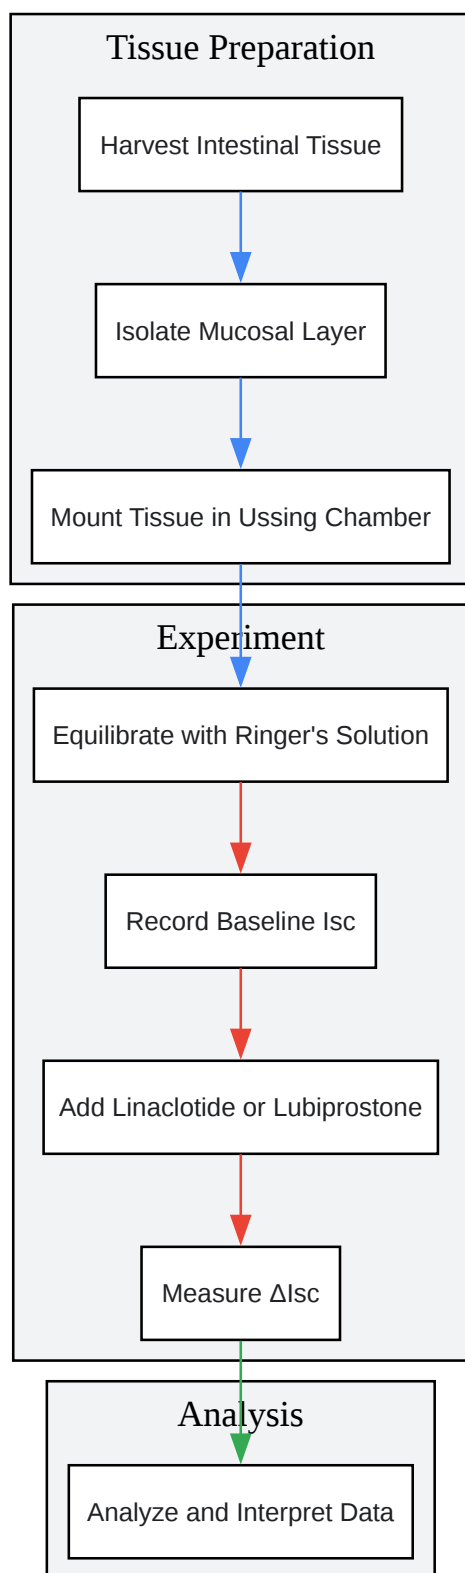 Tissue Preparation
Harvest Intestinal Tissue
Isolate Mucosal Layer
Mount Tissue in Ussing Chamber
Experiment
Equilibrate with Ringer's Solution
Record Baseline Isc
Add Linaclotide or Lubiprostone
Measure ΔIsc
Analysis
Analyze and Interpret Data